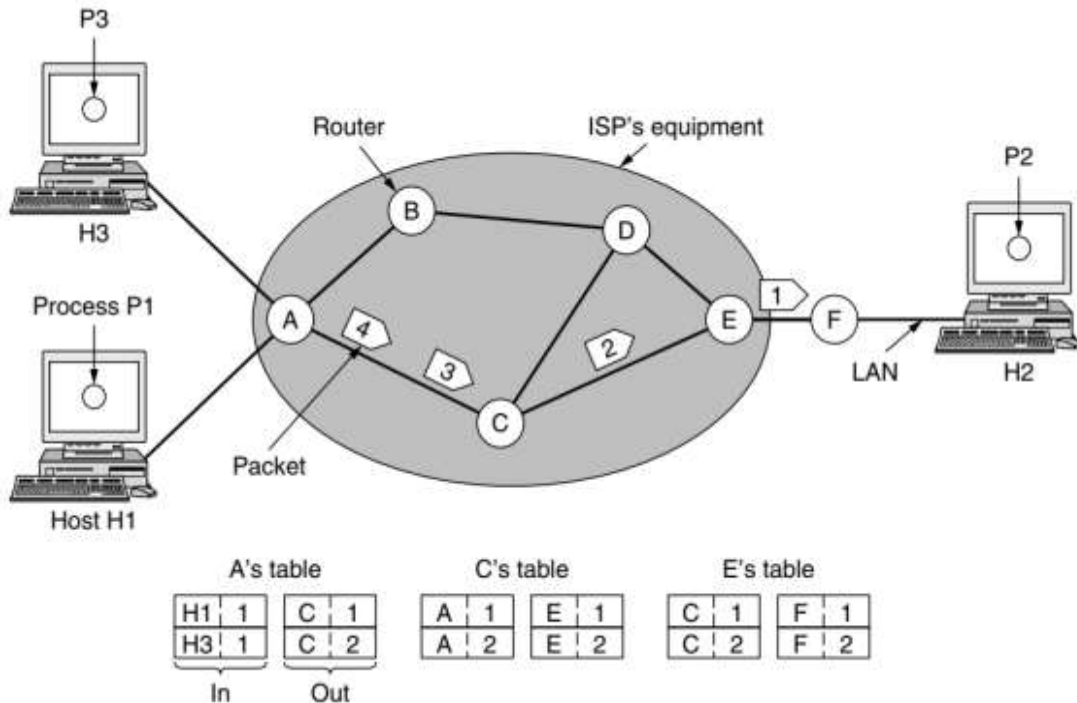 P3
Router
ISP's equipment
P2
B
D
H3
Process P1
A
4
1
E
F
2
3
LAN
H2
C
Packet
Host H1
A's table
C's table
E's table
H1 1 C 1 A 1 E 1 C 1 F 1
H3 1 C 2 A 2 E 2 C 2 F 2
In
Out